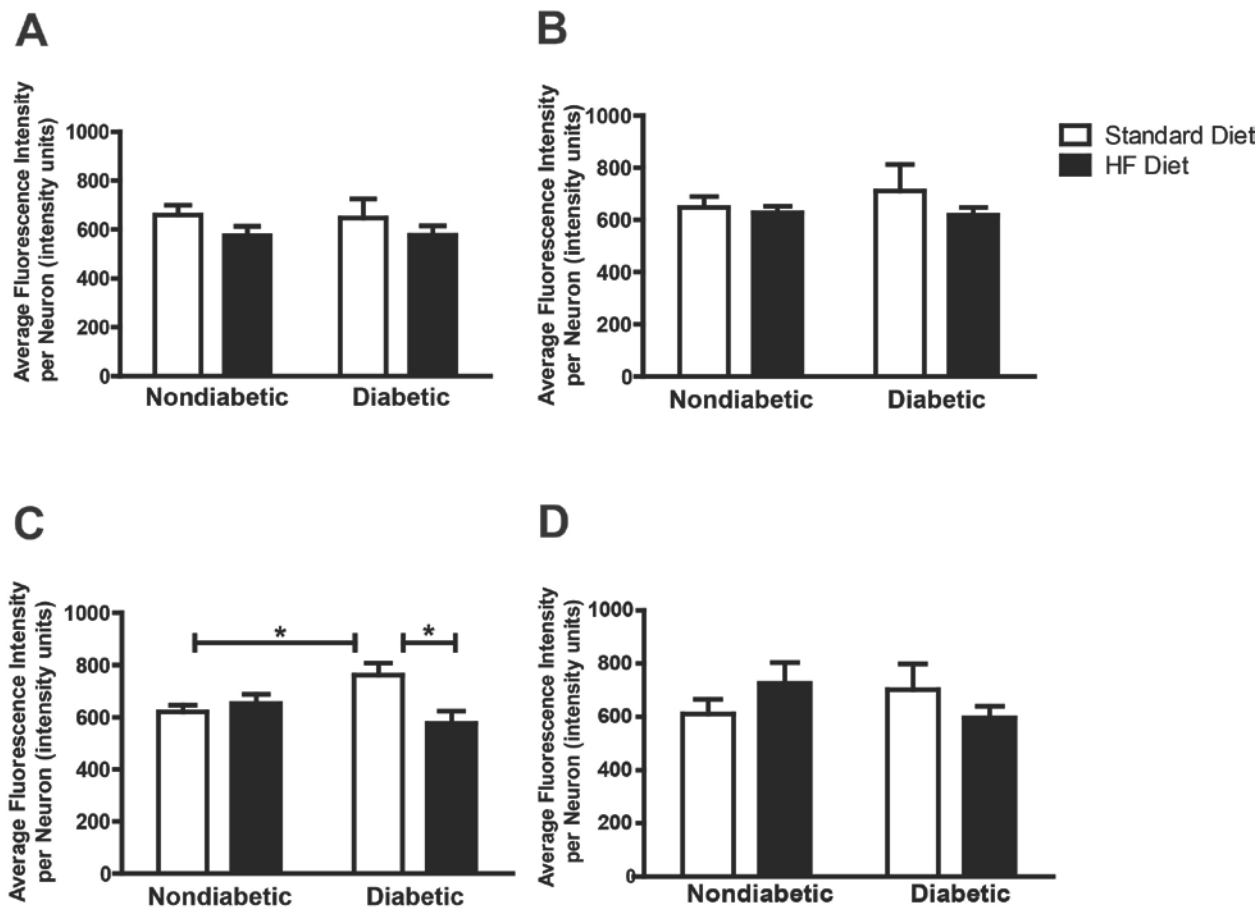 A
Average Fluorescence Intensity
per Neuron (intensity units)
1000
800
600
400
200
0
Nondiabetic
Diabetic
B
Average Fluorescence Intensity
per Neuron (intensity units)
1000
800
600
400
200
0
Nondiabetic
Diabetic
Standard Diet
HF Diet
C
Average Fluorescence Intensity
per Neuron (intensity units)
1000
800
600
400
200
0
*
*
Nondiabetic
Diabetic
D
Average Fluorescence Intensity
per Neuron (intensity units)
1000
800
600
400
200
0
Nondiabetic
Diabetic